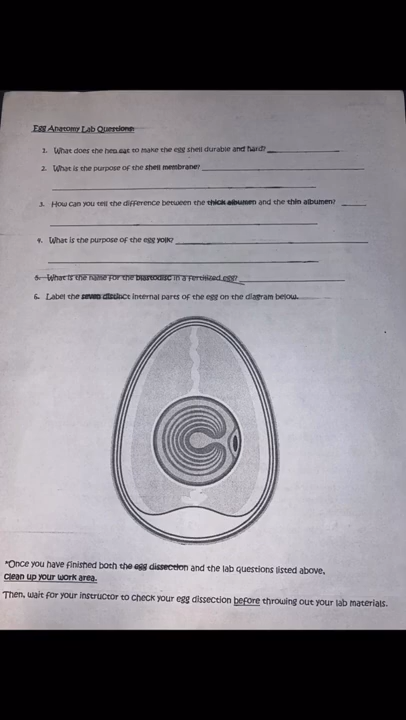 Egg Anatomy Lab Questions
1. What does the hen eat to make the egg shell durable and hard?
2. What is the purpose of the shell membrane?
3. How can you tell the difference between the thick albumen and the thin albumen?
4. What is the purpose of the egg yolk?
5. What is the name for the blastodisc in a fertilized egg?
6. Label the seven distinct internal parts of the egg on the diagram below.
*Once you have finished both the egg dissection and the lab questions listed above,
clean up your work area.
Then, wait for your instructor to check your egg dissection before throwing out your lab materials.